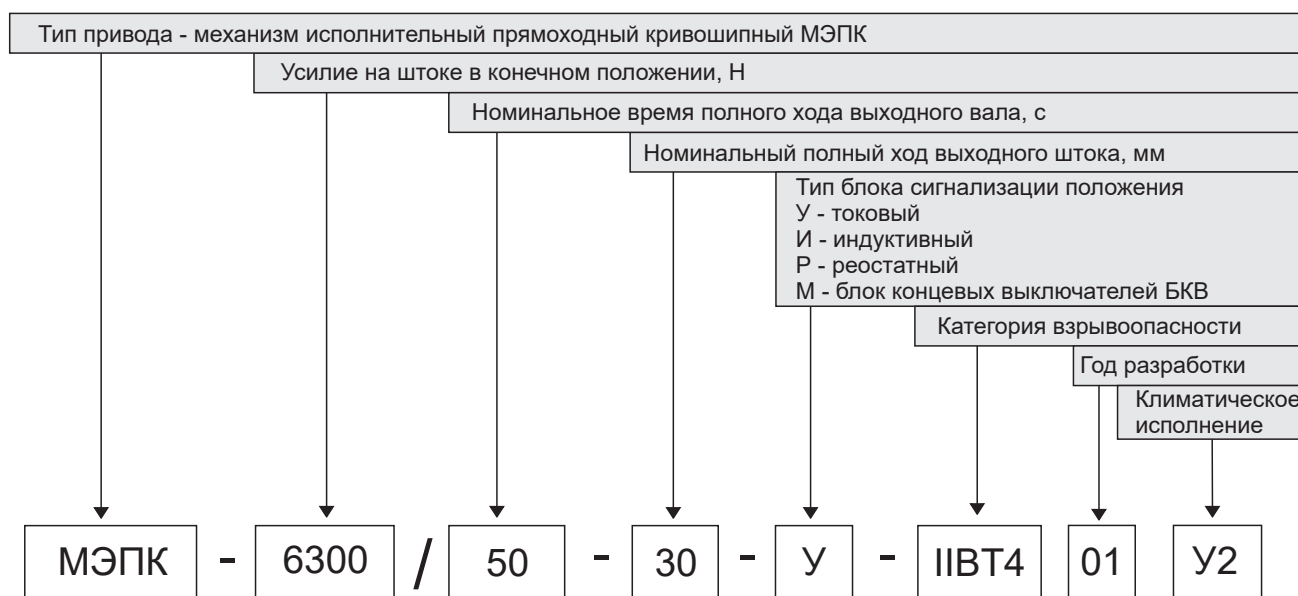 Тип привода - механизм исполнительный прямоходный кривошипный МЭПК
Усилие на штоке в конечном положении, Н
Номинальное время полного хода выходного вала, с
Номинальный полный ход выходного штока, мм
Тип блока сигнализации положения
У - токовый
И - индуктивный
Р - реостатный
М - блок концевых выключателей БКВ
Категория взрывоопасности
Год разработки
Климатическое
исполнение
МЭПК - 6300 / 50 - 30 - У - IIВТ4 01 У2